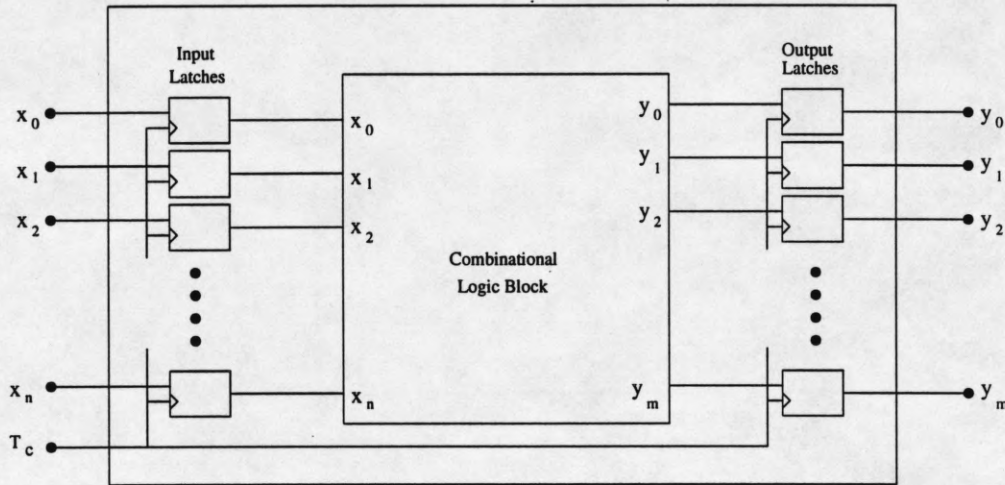 Input
Latches
Output
Latches
x0
x0
y0
y0
x1
x1
y1
y1
x2
x2
y2
y2
Combinational
Logic Block
xn
xn
ym
ym
Tc